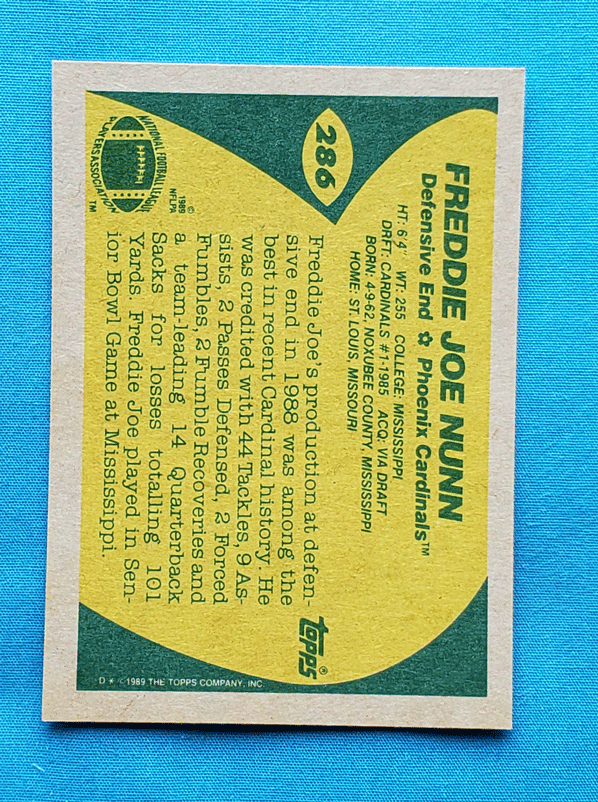 286
FREDDIE JOE NUNN
Defensive End ✿ Phoenix Cardinals™
HT: 6'4" WT: 255 COLLEGE: MISSISSIPPI
DRFT: CARDINALS #1-1985 ACQ: VIA DRAFT
BORN: 4-9-62, NOXUBEE COUNTY, MISSISSIPPI
HOME: ST. LOUIS, MISSOURI
Freddie Joe's production at defen-
sive end in 1988 was among the
best in recent Cardinal history. He
was credited with 44 Tackles, 9 As-
sists, 2 Passes Defensed, 2 Forced
Fumbles, 2 Fumble Recoveries and
a team-leading 14 Quarterback
Sacks for losses totalling 101
Yards. Freddie Joe played in Sen-
ior Bowl Game at Mississippi.
NATIONAL FOOTBALL LEAGUE
PLAYERS ASSOCIATION
™
©
1989
NFLPA
topps®
D * ©1989 THE TOPPS COMPANY, INC.